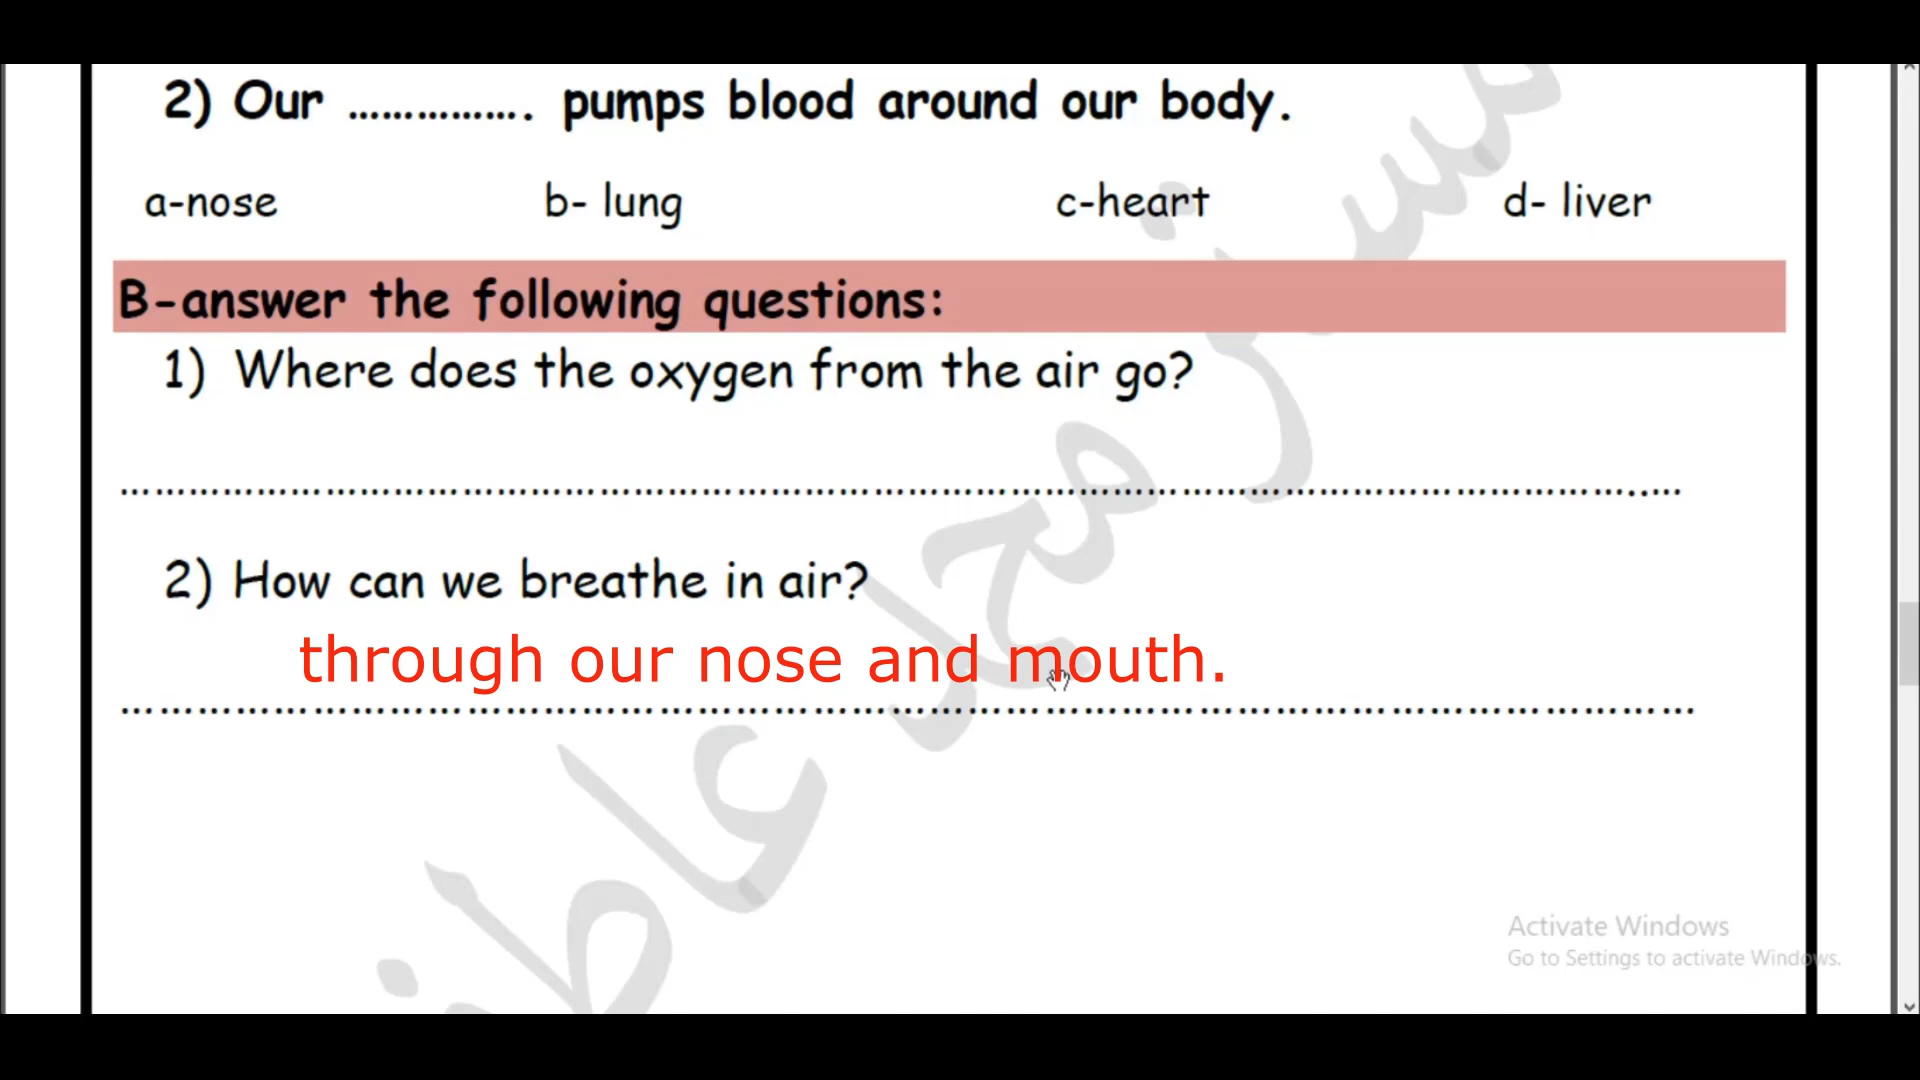 2) Our ................ pumps blood around our body.
a-nose b- lung c-heart d- liver
B-answer the following questions:
1) Where does the oxygen from the air go?
................................................................................................
2) How can we breathe in air?
through our nose and mouth.
................................................................................................
Activate Windows
Go to Settings to activate Windows.